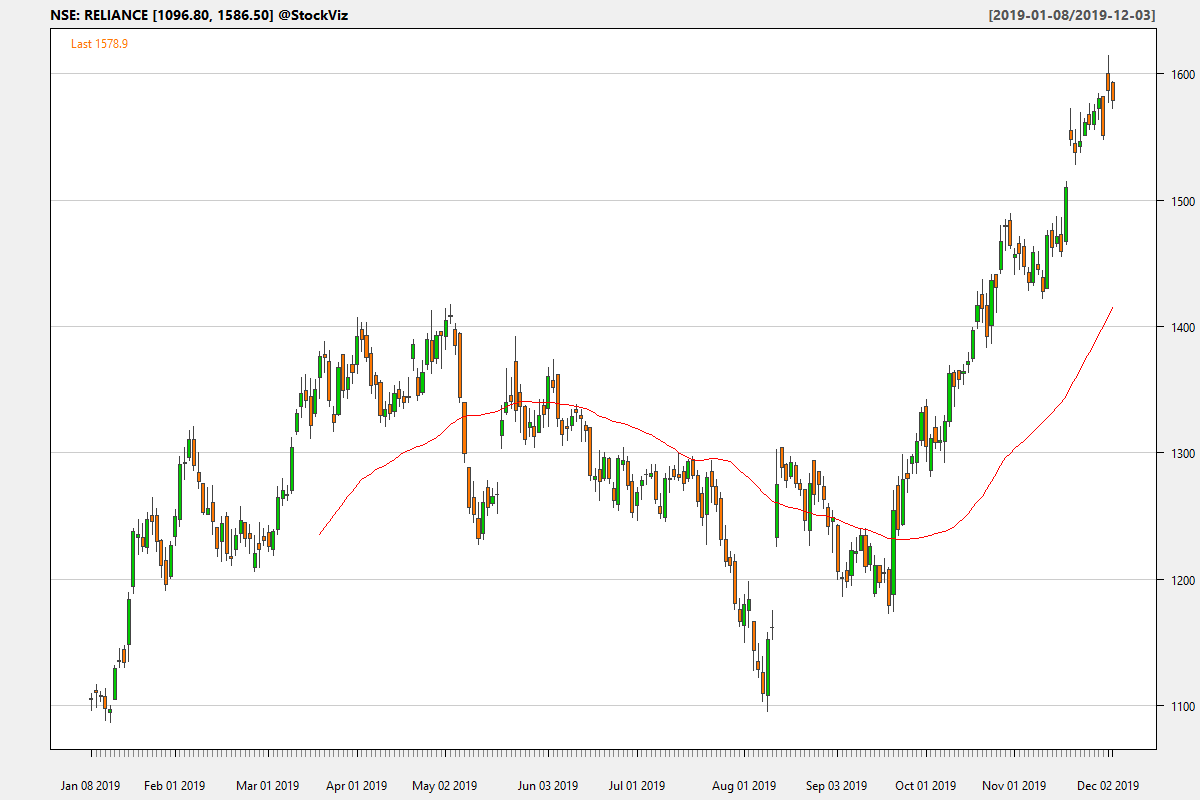 NSE: RELIANCE [1096.80, 1586.50] @StockViz [2019-01-08/2019-12-03]
Last 1578.9
1600
1500
1400
1300
1200
1100
Jan 08 2019 Feb 01 2019 Mar 01 2019 Apr 01 2019 May 02 2019 Jun 03 2019 Jul 01 2019 Aug 01 2019 Sep 03 2019 Oct 01 2019 Nov 01 2019 Dec 02 2019